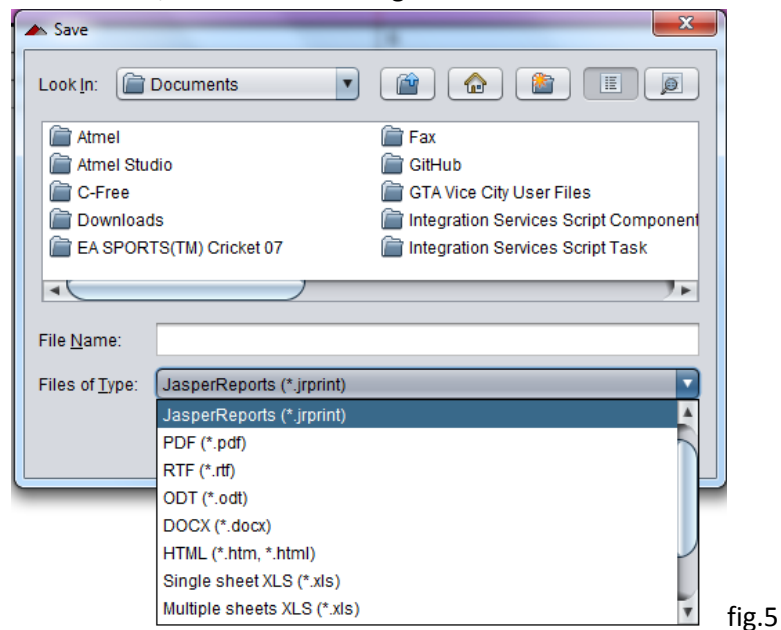 Save
Look In: Documents
Atmel
Atmel Studio
C-Free
Downloads
EA SPORTS(TM) Cricket 07
Fax
GitHub
GTA Vice City User Files
Integration Services Script Component
Integration Services Script Task
File Name:
Files of Type: JasperReports (*.jrprint)
JasperReports (*.jrprint)
PDF (*.pdf)
RTF (*.rtf)
ODT (*.odt)
DOCX (*.docx)
HTML (*.htm, *.html)
Single sheet XLS (*.xls)
Multiple sheets XLS (*.xls)
fig.5